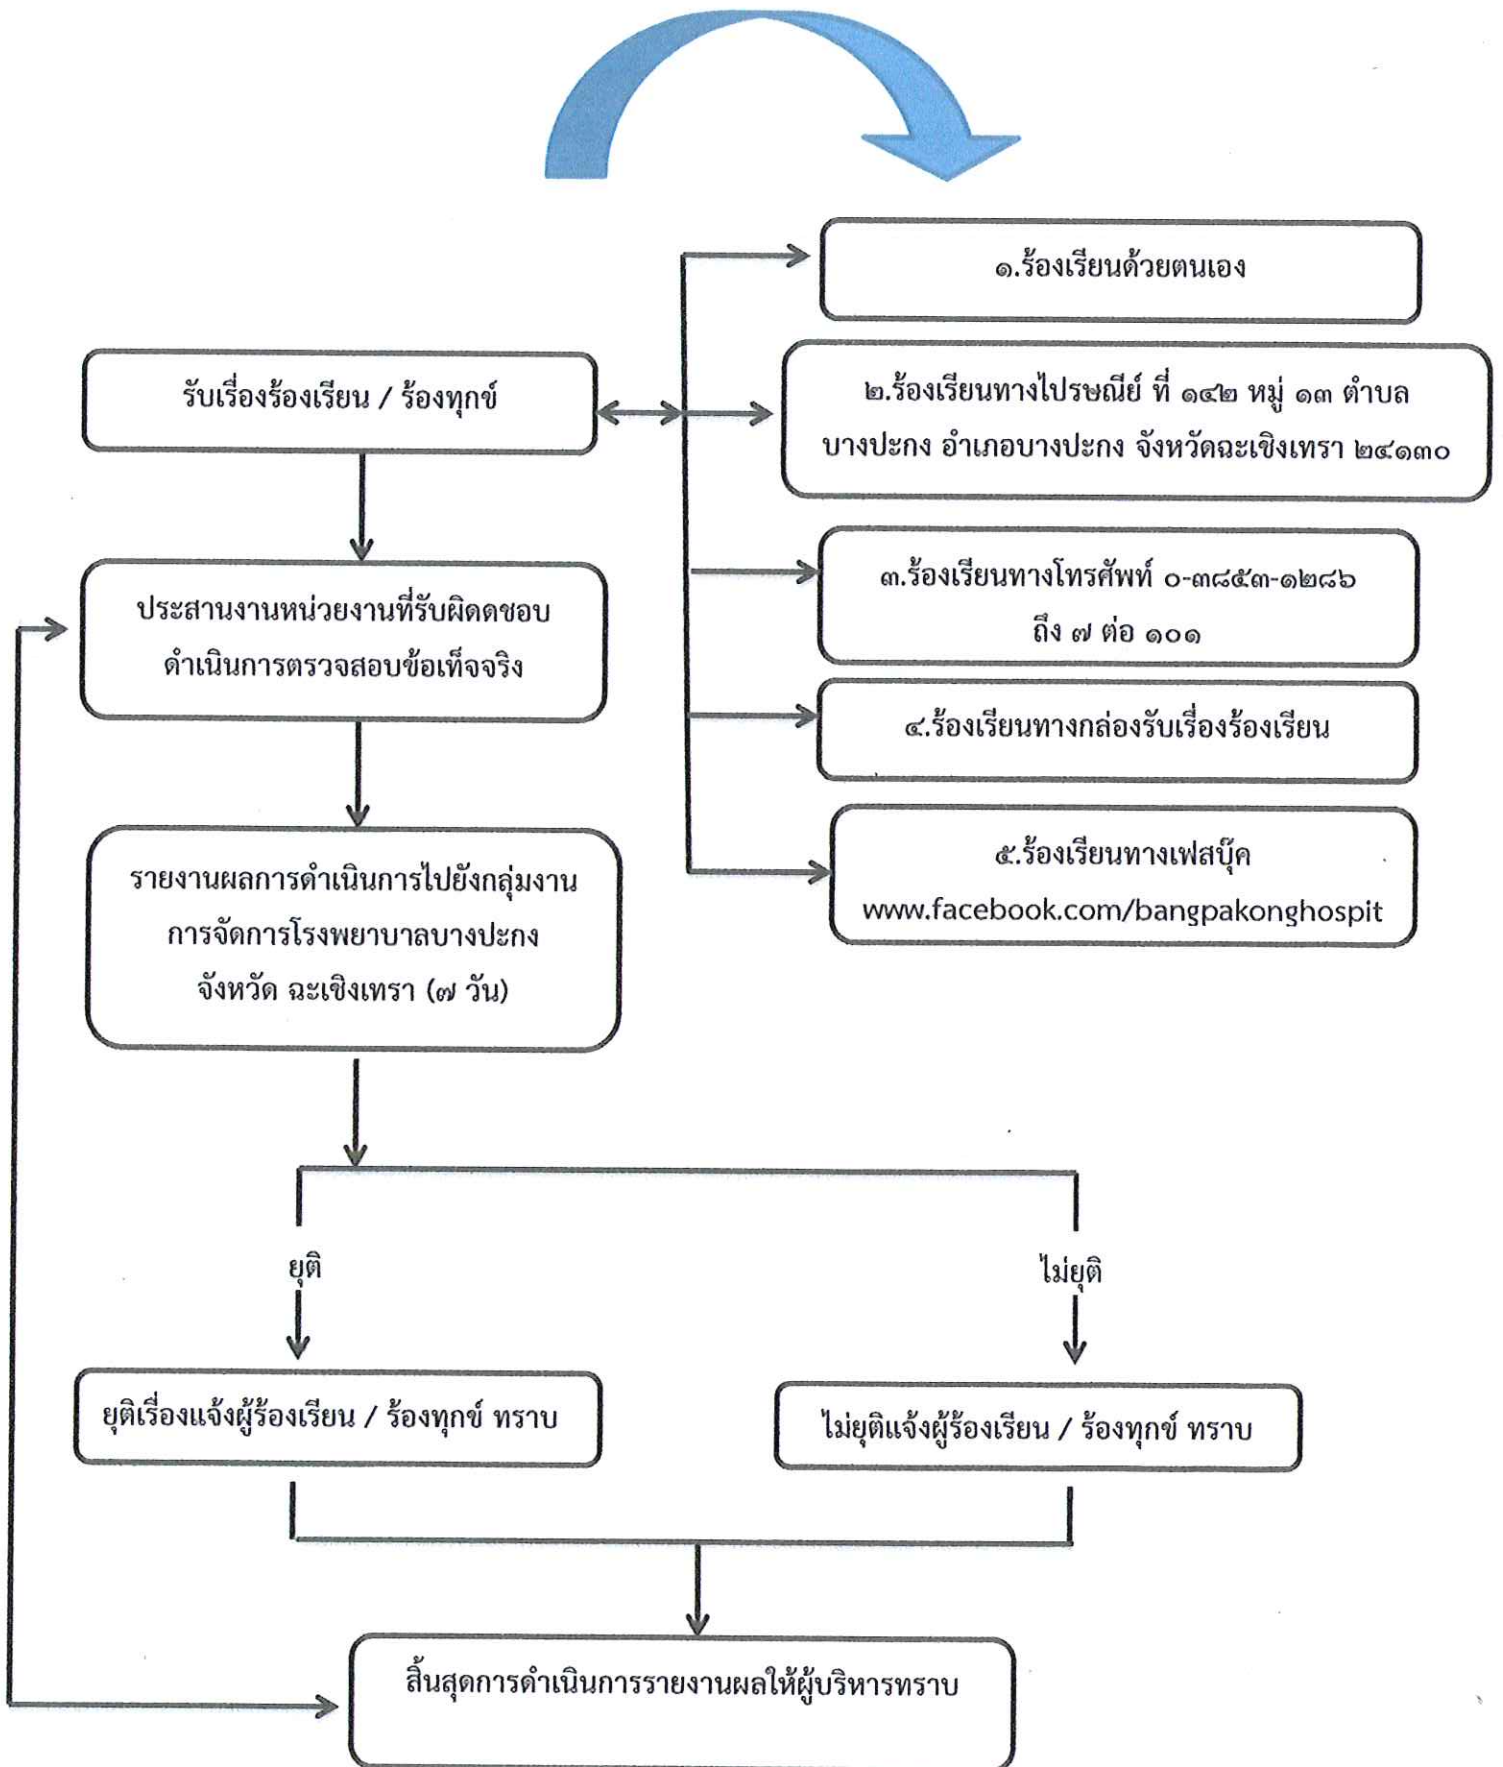 ๑.ร้องเรียนด้วยตนเอง
รับเรื่องร้องเรียน / ร้องทุกข์
๒.ร้องเรียนทางไปรษณีย์ ที่ ๑๔๒ หมู่ ๑๓ ตำบล
บางปะกง อำเภอบางปะกง จังหวัดฉะเชิงเทรา ๒๔๑๓๐
๓.ร้องเรียนทางโทรศัพท์ ๐-๓๘๕๓-๑๒๘๖
ถึง ๗ ต่อ ๑๐๑
ประสานงานหน่วยงานที่รับผิดดชอบ
ดำเนินการตรวจสอบข้อเท็จจริง
๔.ร้องเรียนทางกล่องรับเรื่องร้องเรียน
๕.ร้องเรียนทางเฟสบุ๊ค
www.facebook.com/bangpakonghospit
รายงานผลการดำเนินการไปยังกลุ่มงาน
การจัดการโรงพยาบาลบางปะกง
จังหวัด ฉะเชิงเทรา (๗ วัน)
ยุติ
ไม่ยุติ
ยุติเรื่องแจ้งผู้ร้องเรียน / ร้องทุกข์ ทราบ
ไม่ยุติแจ้งผู้ร้องเรียน / ร้องทุกข์ ทราบ
สิ้นสุดการดำเนินการรายงานผลให้ผู้บริหารทราบ